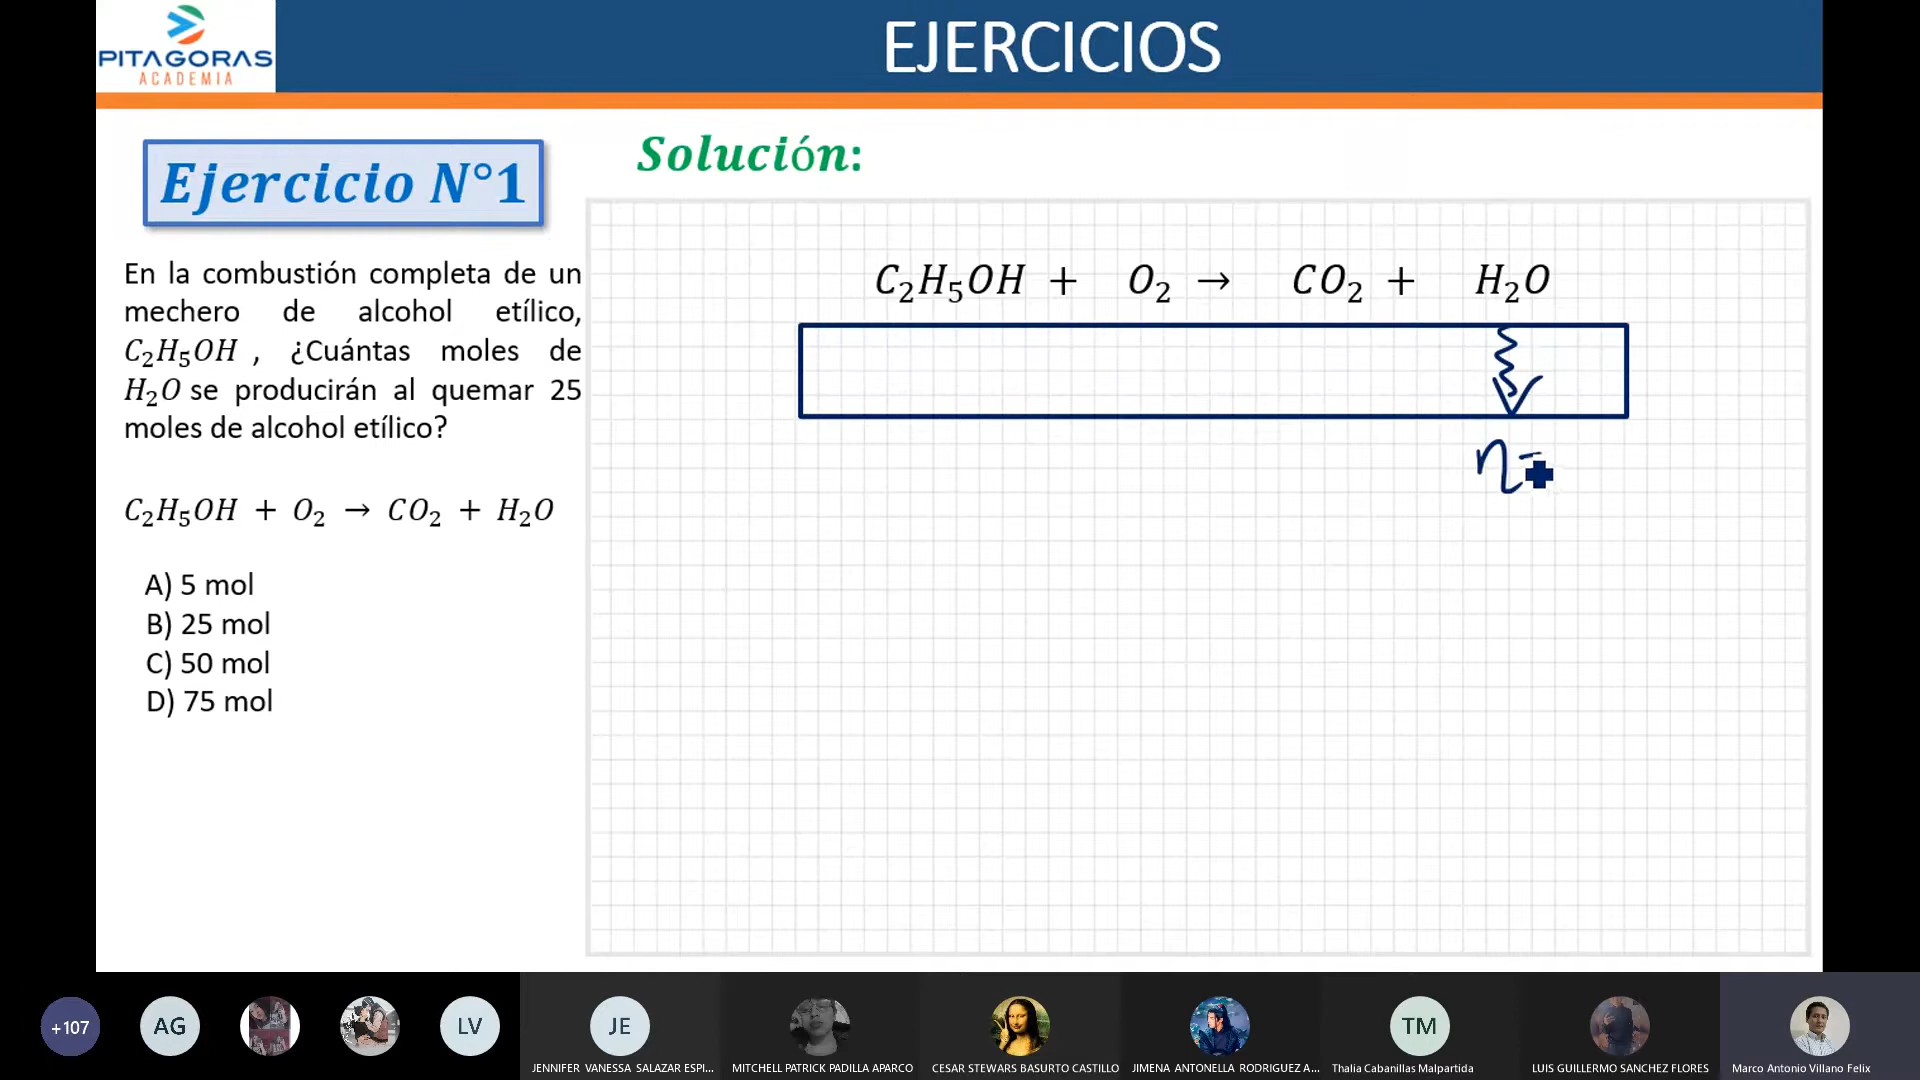 PITAGORAS
ACADEMIA
EJERCICIOS
Ejercicio N°1
Solución:
En la combustión completa de un
mechero de alcohol etílico,
C₂H₅OH , ¿Cuántas moles de
H₂O se producirán al quemar 25
moles de alcohol etílico?
C₂H₅OH + O₂ → CO₂ + H₂O
A) 5 mol
B) 25 mol
C) 50 mol
D) 75 mol
C₂H₅OH + O₂ → CO₂ + H₂O
n=
+107
AG
LV
JE
TM
JENNIFER VANESSA SALAZAR ESPI...
MITCHELL PATRICK PADILLA APARCO
CESAR STEWARS BASURTO CASTILLO
JIMENA ANTONELLA RODRIGUEZ A...
Thalia Cabanillas Malpartida
LUIS GUILLERMO SANCHEZ FLORES
Marco Antonio Villano Felix